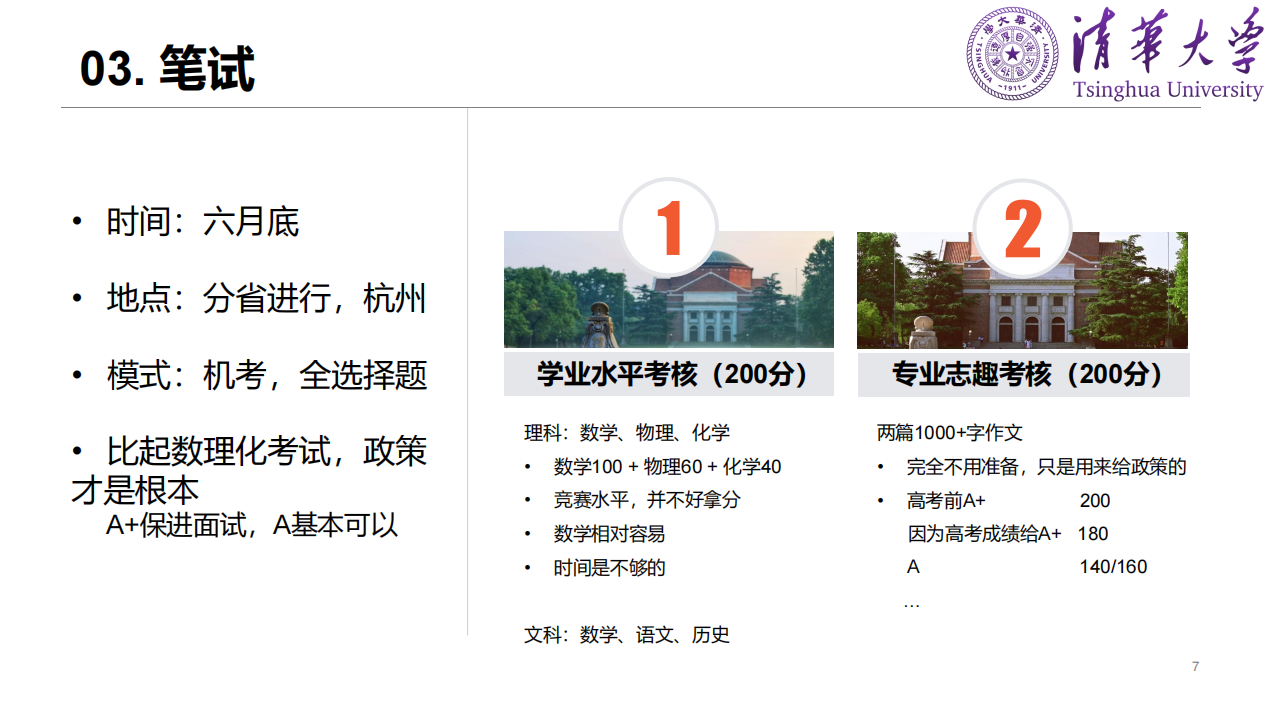 03. 笔试
清華大学
Tsinghua University
TSINGHUA UNIVERSITY
-1911-
• 时间：六月底
• 地点：分省进行，杭州
• 模式：机考，全选择题
• 比起数理化考试，政策
才是根本
A+保进面试，A基本可以
1
学业水平考核（200分）
理科：数学、物理、化学
• 数学100 + 物理60 + 化学40
• 竞赛水平，并不好拿分
• 数学相对容易
• 时间是不够的
文科：数学、语文、历史
2
专业志趣考核（200分）
两篇1000+字作文
• 完全不用准备，只是用来给政策的
• 高考前A+ 200
因为高考成绩给A+ 180
A 140/160
…
7